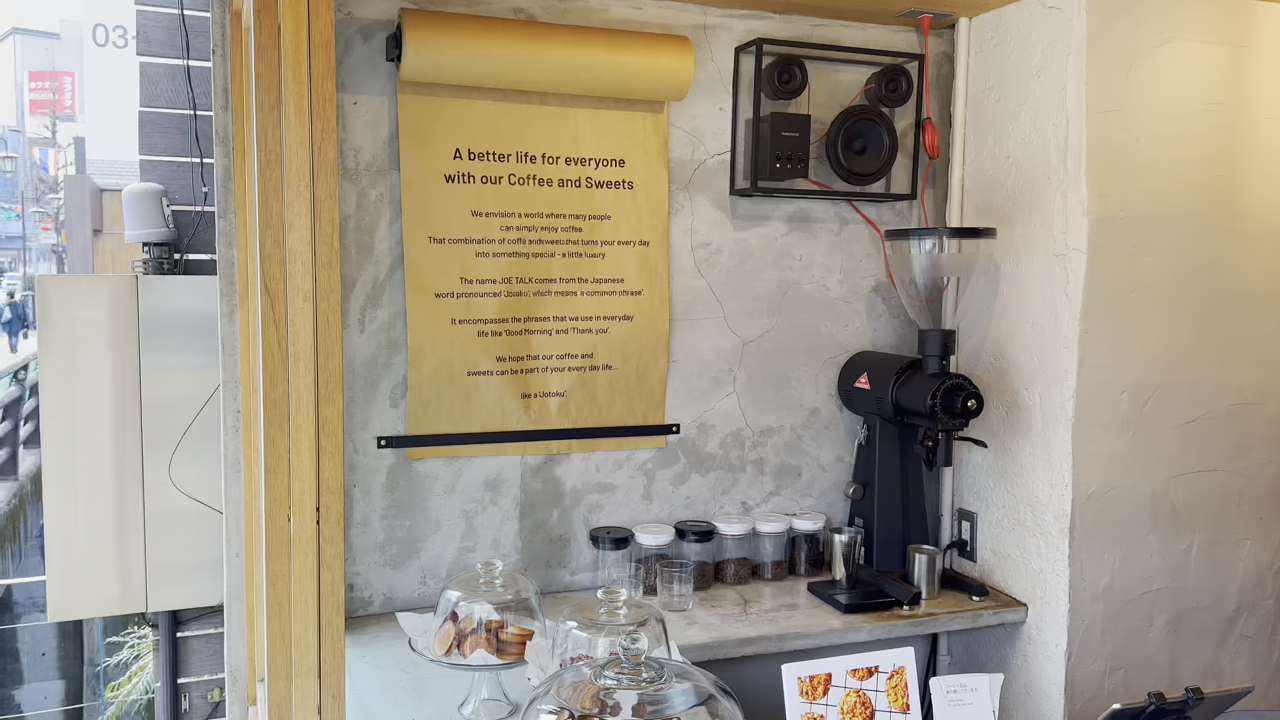 03-
A better life for everyone
with our Coffee and Sweets
We envision a world where many people
can simply enjoy coffee.
That combination of coffe andsweetsthat turns your every day
into something special – a little luxury.
The name JOE TALK comes from the Japanese
word pronounced 'Jotoku', which means a common phrase'.
It encompasses the phrases that we use in everyday
life like 'Good Morning' and 'Thank you'.
We hope that our coffee and
sweets can be a part of your every day life...
like a 'Jotoku'.